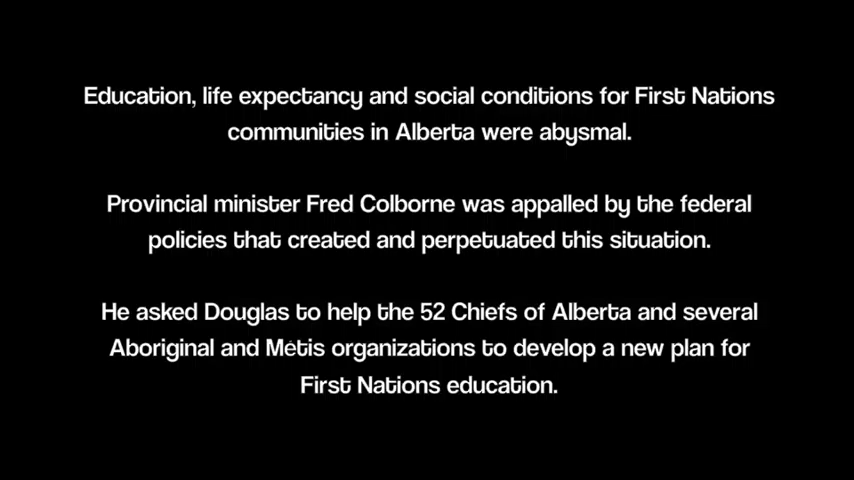 Education, life expectancy and social conditions for First Nations
communities in Alberta were abysmal.
Provincial minister Fred Colborne was appalled by the federal
policies that created and perpetuated this situation.
He asked Douglas to help the 52 Chiefs of Alberta and several
Aboriginal and Métis organizations to develop a new plan for
First Nations education.